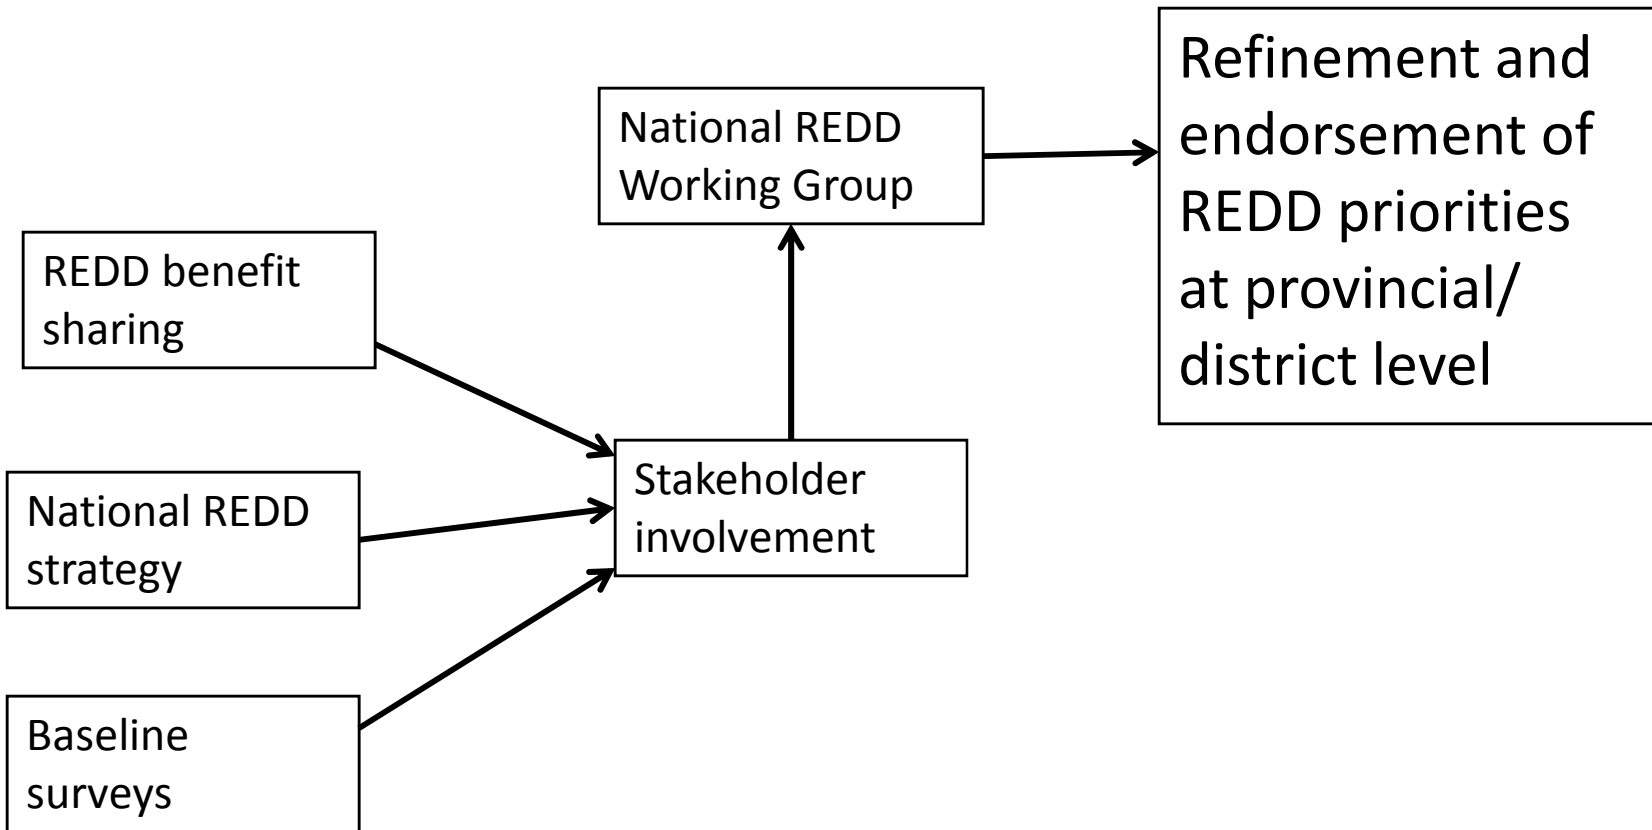 REDD benefit
sharing
National REDD
strategy
Baseline
surveys
Stakeholder
involvement
National REDD
Working Group
Refinement and
endorsement of
REDD priorities
at provincial/
district level